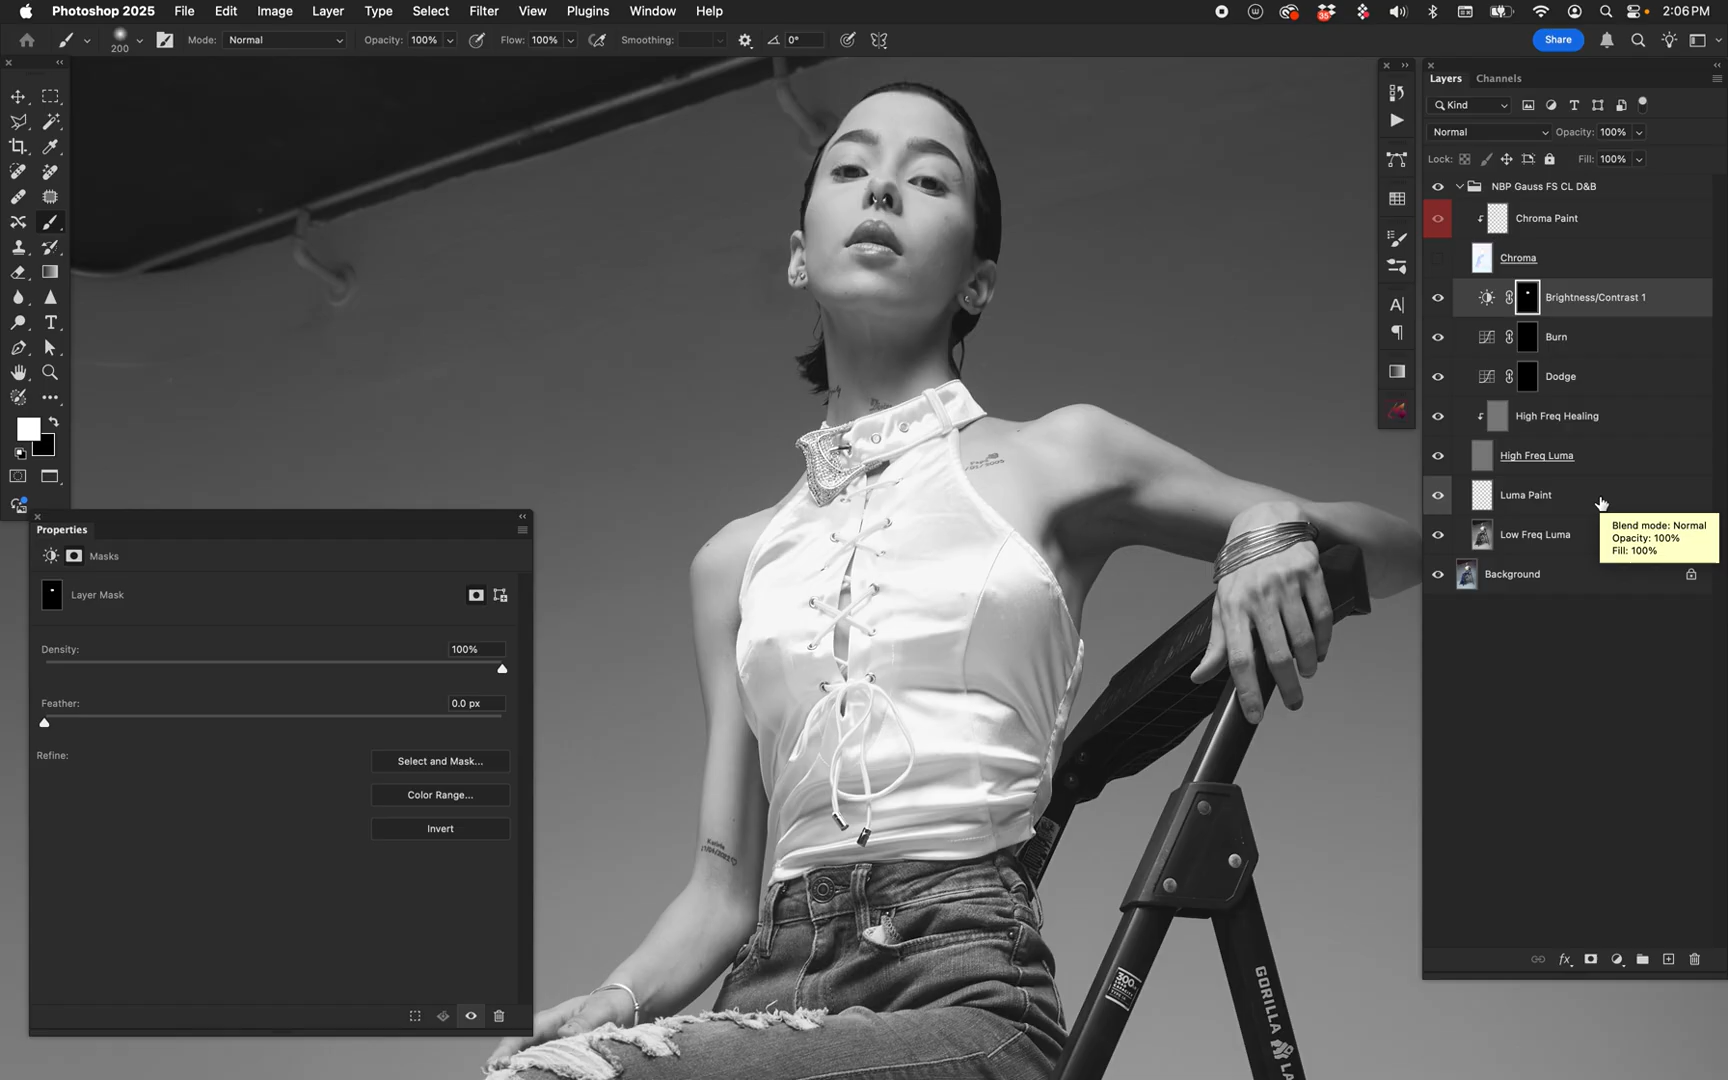 Photoshop 2025 File Edit Image Layer Type Select Filter View Plugins Window Help 35 2:06 PM
200 Mode: Normal Opacity: 100% Flow: 100% Smoothing: 0° Share
Layers Channels
Kind
Normal Opacity: 100%
Lock: Fill: 100%
NBP Gauss FS CL D&B
Chroma Paint
Chroma
Brightness/Contrast 1
Burn
Dodge
High Freq Healing
High Freq Luma
Luma Paint
Blend mode: Normal
Opacity: 100%
Fill: 100%
Low Freq Luma
Background
fx
Properties
Masks
Layer Mask
Density: 100%
Feather: 0.0 px
Refine:
Select and Mask...
Color Range...
Invert
300
GORILLA
LA